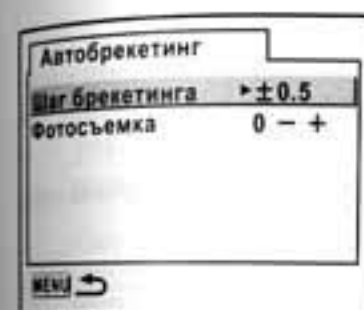 Автобрекетинг
Шаг брекетинга ▸±0.5
Фотосъемка 0 − +
MENU